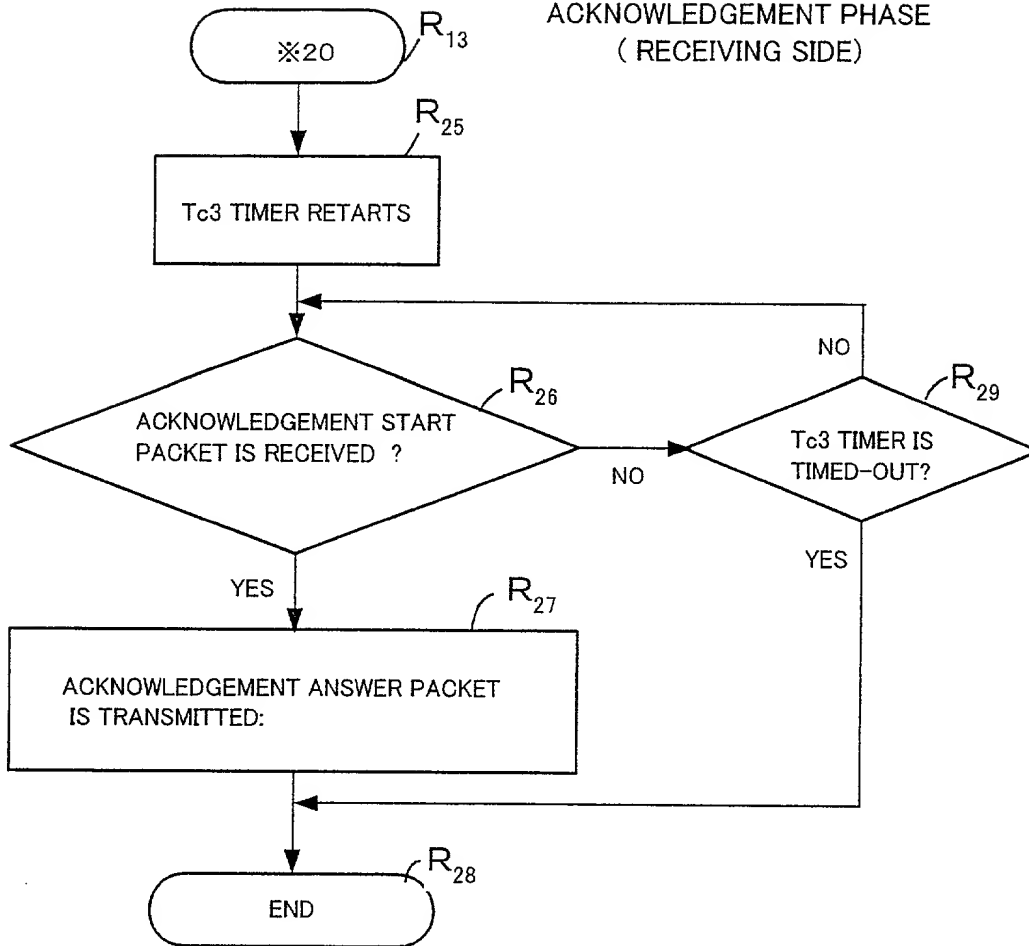 ACKNOWLEDGEMENT PHASE
( RECEIVING SIDE)
※20
R13
R25
Tc3 TIMER RETARTS
NO
R26
R29
ACKNOWLEDGEMENT START
PACKET IS RECEIVED ?
Tc3 TIMER IS
TIMED-OUT?
NO
YES
YES
R27
ACKNOWLEDGEMENT ANSWER PACKET
IS TRANSMITTED:
R28
END